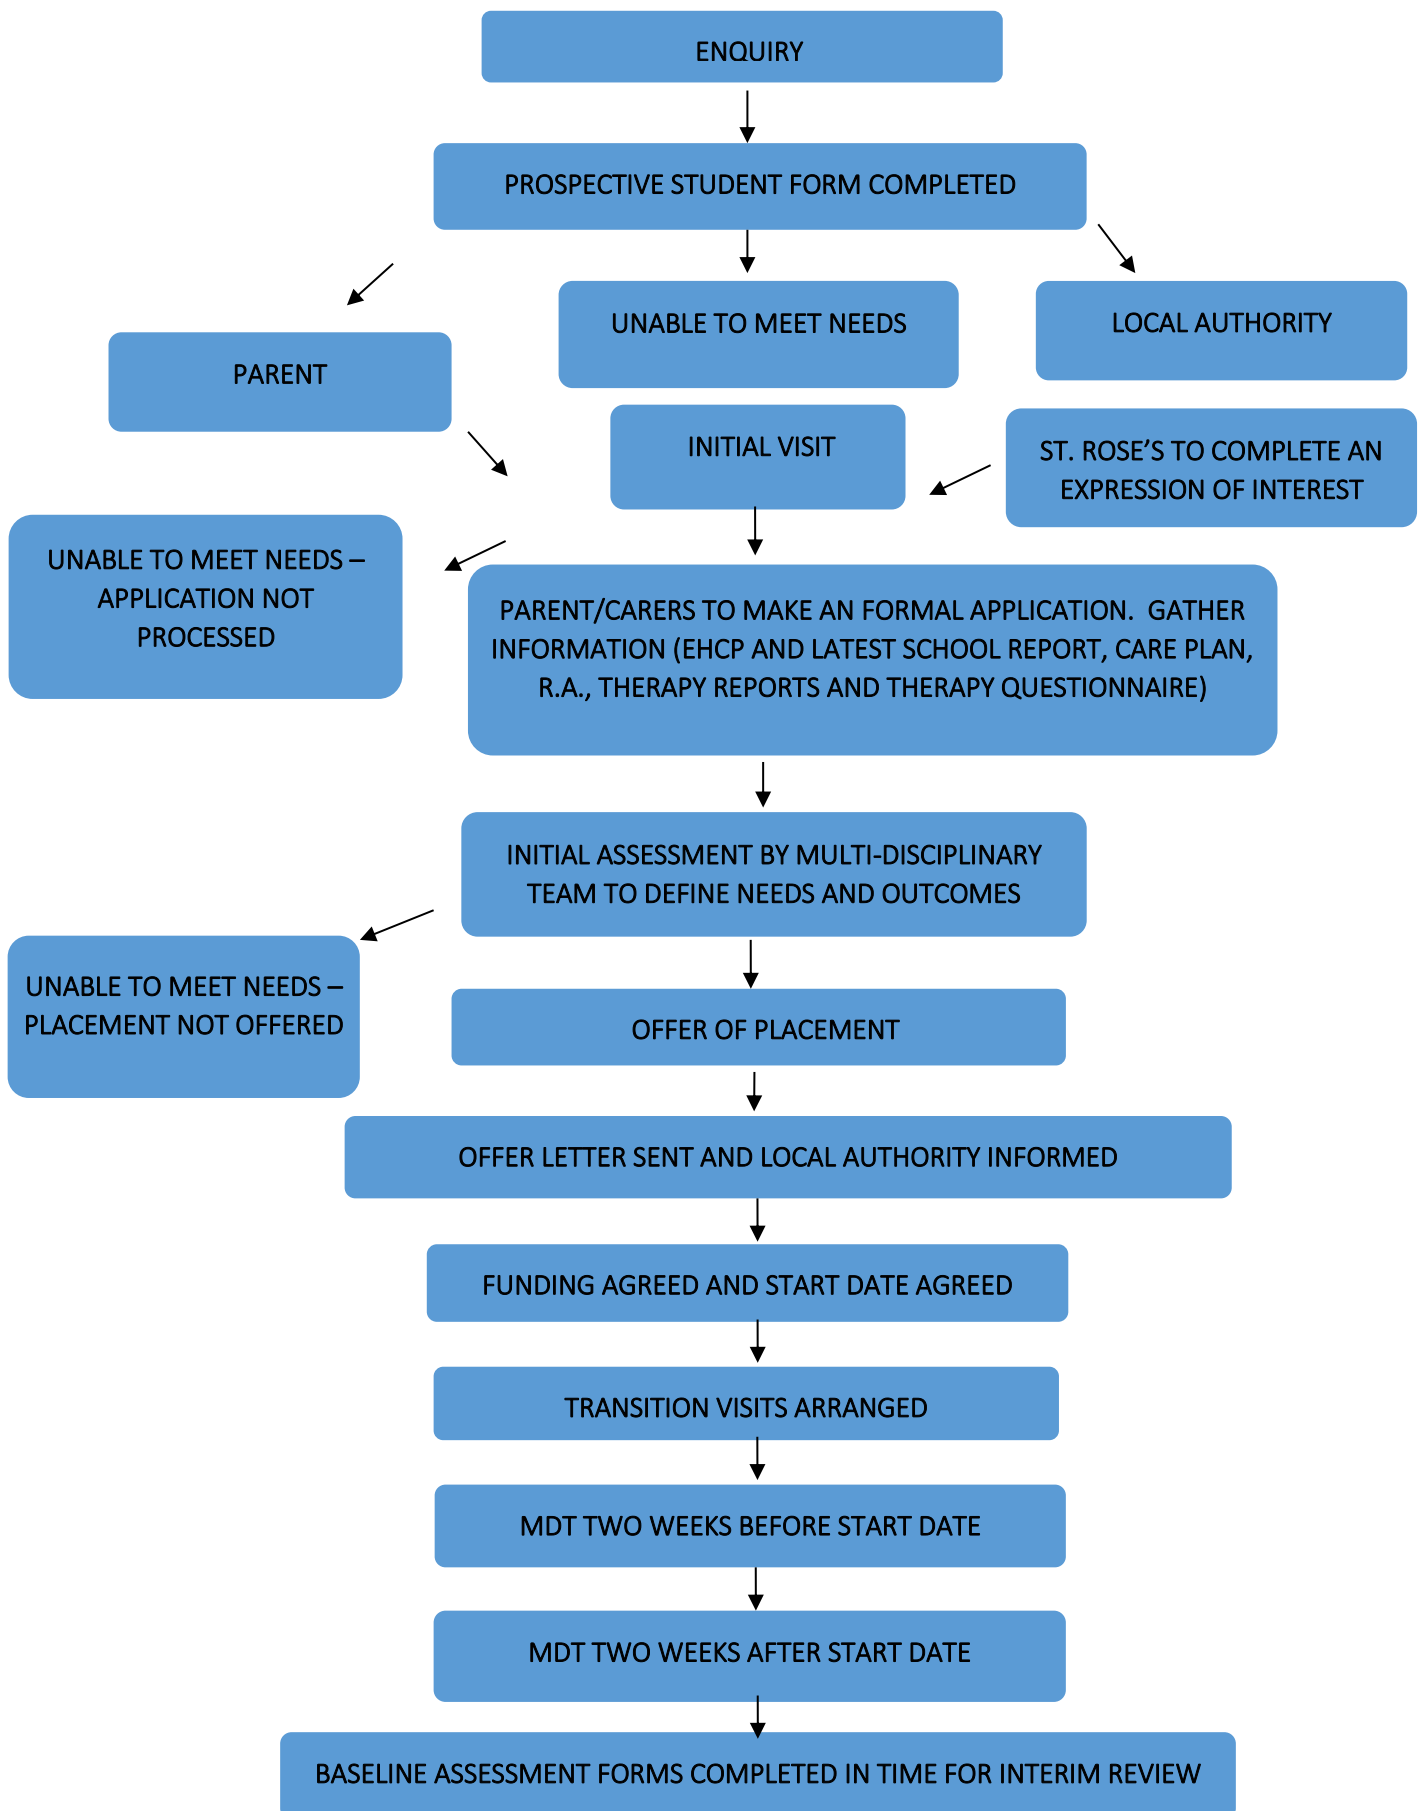 ENQUIRY
PROSPECTIVE STUDENT FORM COMPLETED
UNABLE TO MEET NEEDS
LOCAL AUTHORITY
PARENT
INITIAL VISIT
ST. ROSE’S TO COMPLETE AN
EXPRESSION OF INTEREST
UNABLE TO MEET NEEDS –
APPLICATION NOT
PROCESSED
PARENT/CARERS TO MAKE AN FORMAL APPLICATION.  GATHER
INFORMATION (EHCP AND LATEST SCHOOL REPORT, CARE PLAN,
R.A., THERAPY REPORTS AND THERAPY QUESTIONNAIRE)
INITIAL ASSESSMENT BY MULTI-DISCIPLINARY
TEAM TO DEFINE NEEDS AND OUTCOMES
UNABLE TO MEET NEEDS –
PLACEMENT NOT OFFERED
OFFER OF PLACEMENT
OFFER LETTER SENT AND LOCAL AUTHORITY INFORMED
FUNDING AGREED AND START DATE AGREED
TRANSITION VISITS ARRANGED
MDT TWO WEEKS BEFORE START DATE
MDT TWO WEEKS AFTER START DATE
BASELINE ASSESSMENT FORMS COMPLETED IN TIME FOR INTERIM REVIEW